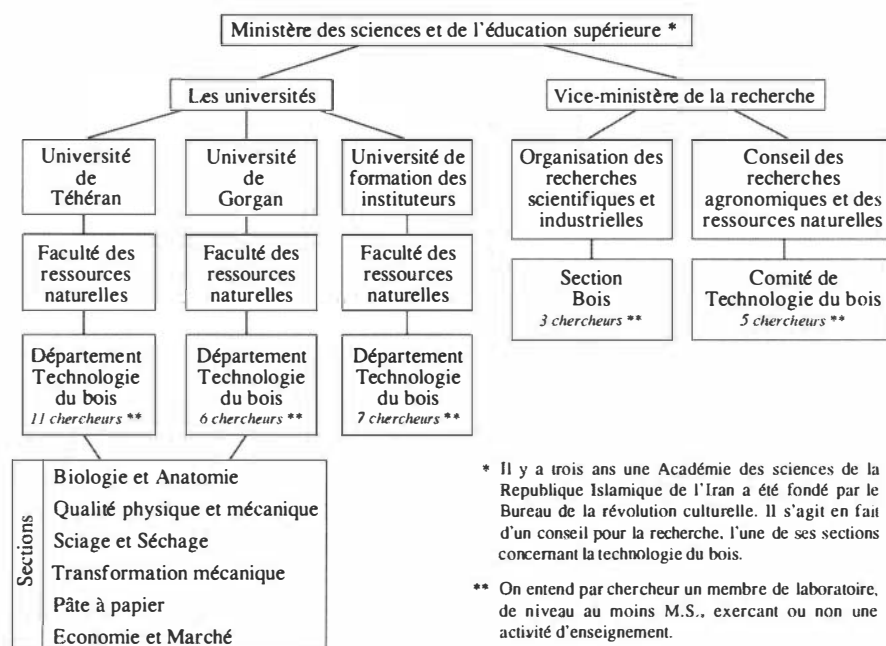 Ministère des sciences et de l'éducation supérieure *
Les universités
Vice-ministère de la recherche
Université
de
Téhéran
Université
de
Gorgan
Université de
formation des
instituteurs
Organisation des
recherches
scientifiques et
industrielles
Conseil des
recherches
agronomiques et des
ressources naturelles
Faculté des
ressources
naturelles
Faculté des
ressources
naturelles
Faculté des
ressources
naturelles
Section
Bois
3 chercheurs **
Comité de
Technologie du bois
5 chercheurs **
Département
Technologie
du bois
11 chercheurs **
Département
Technologie
du bois
6 chercheurs **
Département
Technologie
du bois
7 chercheurs **
Sections
Biologie et Anatomie
Qualité physique et mécanique
Sciage et Séchage
Transformation mécanique
Pâte à papier
Economie et Marché
* Il y a trois ans une Académie des sciences de la
Republique Islamique de l'Iran a été fondé par le
Bureau de la révolution culturelle. Il s'agit en fait
d'un conseil pour la recherche, l'une de ses sections
concernant la technologie du bois.
** On entend par chercheur un membre de laboratoire,
de niveau au moins M.S., exercant ou non une
activité d'enseignement.